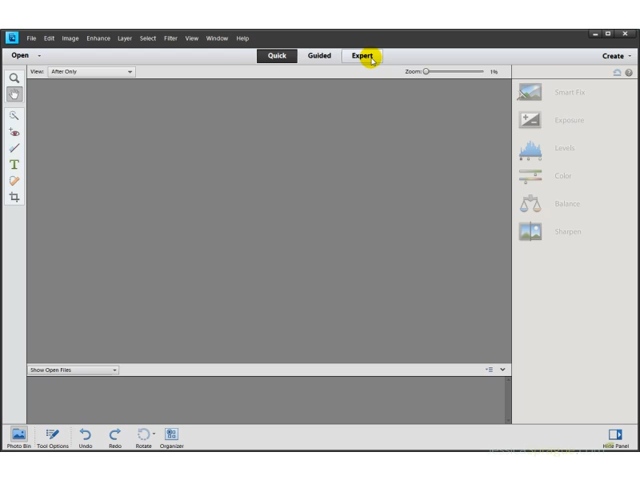 File Edit Image Enhance Layer Select Filter View Window Help
Open Quick Guided Expert Create
View: After Only Zoom: 1%
Smart Fix
Exposure
Levels
Color
Balance
Sharpen
Show Open Files
Photo Bin Tool Options Undo Redo Rotate Organizer Hide Panel